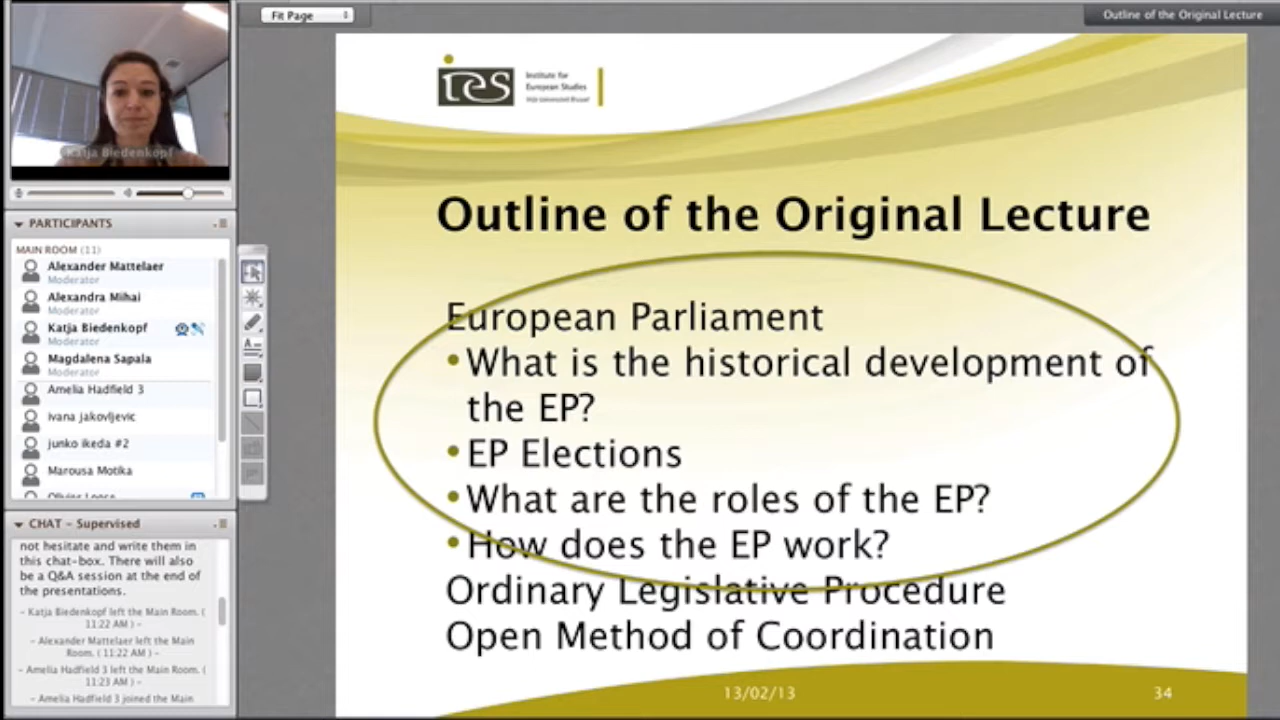 Fit Page
Outline of the Original Lecture
Katja Biedenkopf
PARTICIPANTS
MAIN ROOM (11)
Alexander Mattelaer
Moderator
Alexandra Mihai
Moderator
Katja Biedenkopf
Moderator
Magdalena Sapala
Moderator
Amelia Hadfield 3
ivana jakovljevic
junko ikeda #2
Marousa Motika
CHAT - Supervised
not hesitate and write them in
this chat-box. There will also
be a Q&A session at the end of
the presentations.
- Katja Biedenkopf left the Main Room. (
11:22 AM ) -
- Alexander Mattelaer left the Main
Room. ( 11:22 AM ) -
- Amelia Hadfield 3 left the Main Room. (
11:23 AM ) -
- Amelia Hadfield 3 joined the Main
ies
Institute for
European Studies
Vrije Universiteit Brussel
Outline of the Original Lecture
European Parliament
•What is the historical development of
the EP?
•EP Elections
•What are the roles of the EP?
•How does the EP work?
Ordinary Legislative Procedure
Open Method of Coordination
13/02/13
34